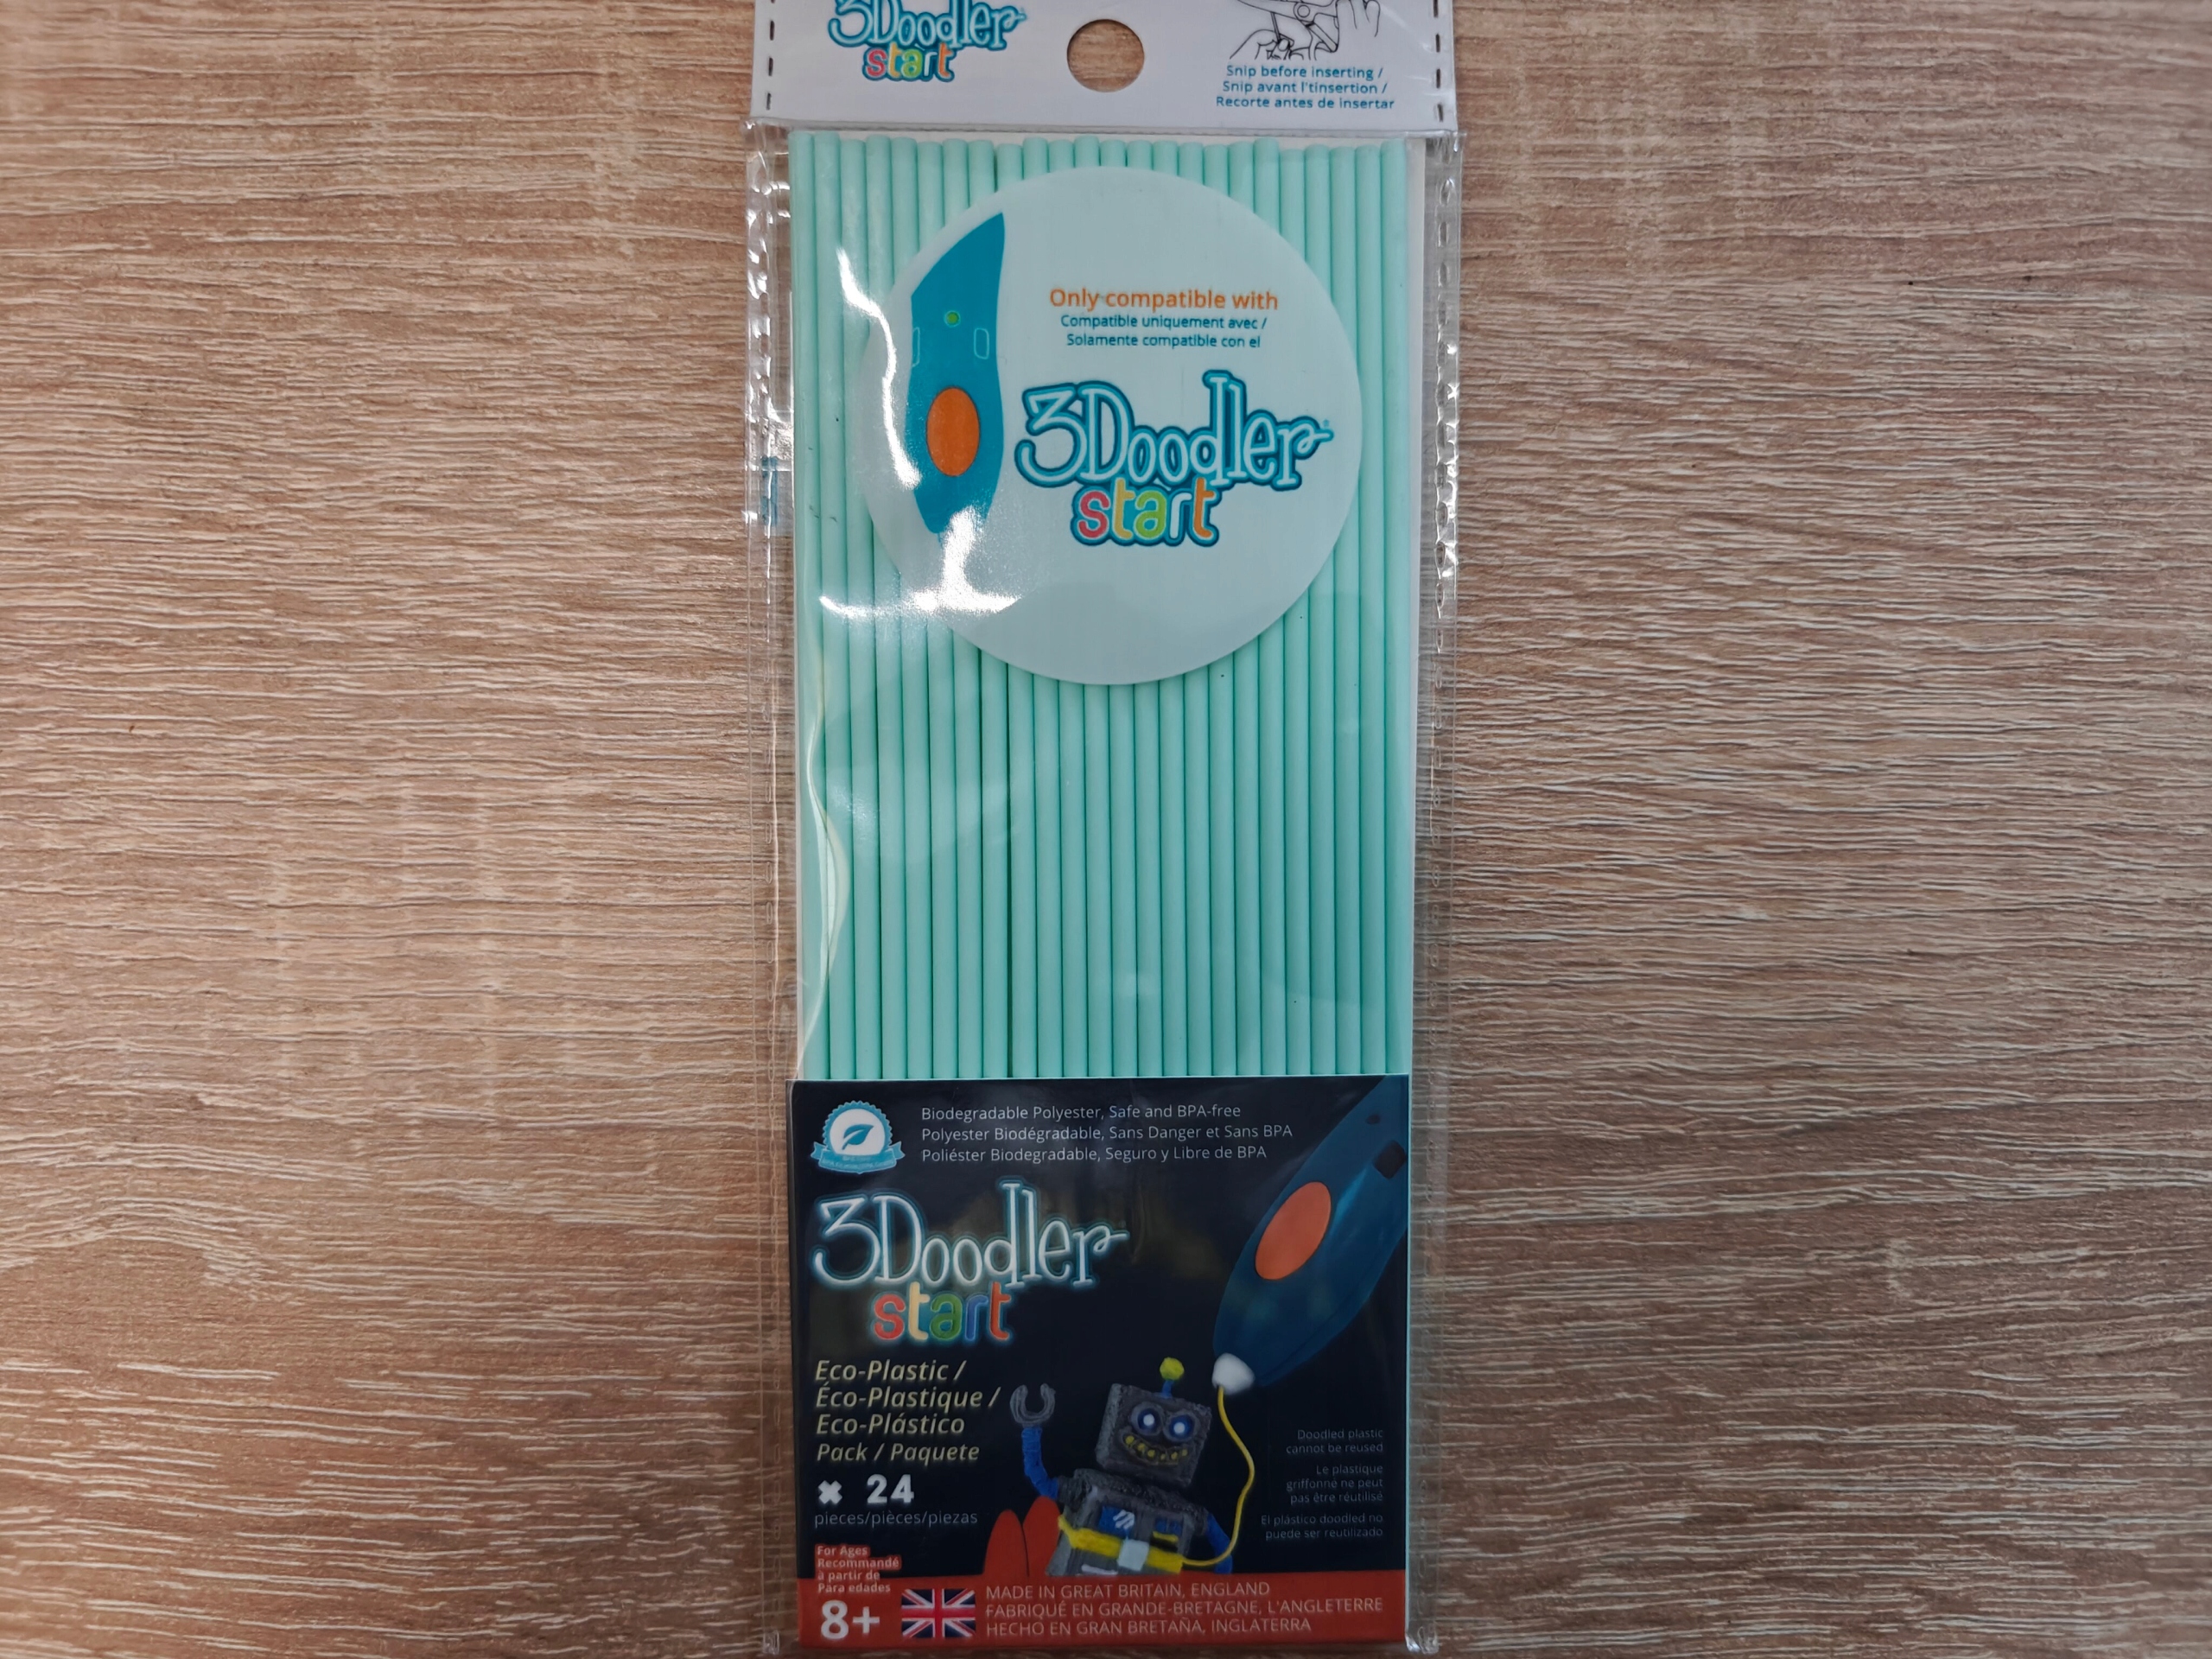 3Doodler
start
Snip before inserting /
Snip avant l'tinsertion /
Recorte antes de insertar
Only compatible with
Compatible uniquement avec /
Solamente compatible con el
3Doodler
start
Biodegradable Polyester, Safe and BPA-free
Polyester Biodégradable, Sans Danger et Sans BPA
Poliéster Biodegradable, Seguro y Libre de BPA
3Doodler
start
Eco-Plastic /
Éco-Plastique /
Eco-Plástico
Pack / Paquete
× 24
pieces/pièces/piezas
Doodled plastic
cannot be reused
Le plastique
griffonné ne peut
pas être réutilisé
El plástico doodled no
puede ser reutilizado
For Ages
Recommandé
à partir de
Para edades
8+
MADE IN GREAT BRITAIN, ENGLAND
FABRIQUÉ EN GRANDE-BRETAGNE, L'ANGLETERRE
HECHO EN GRAN BRETAÑA, INGLATERRA